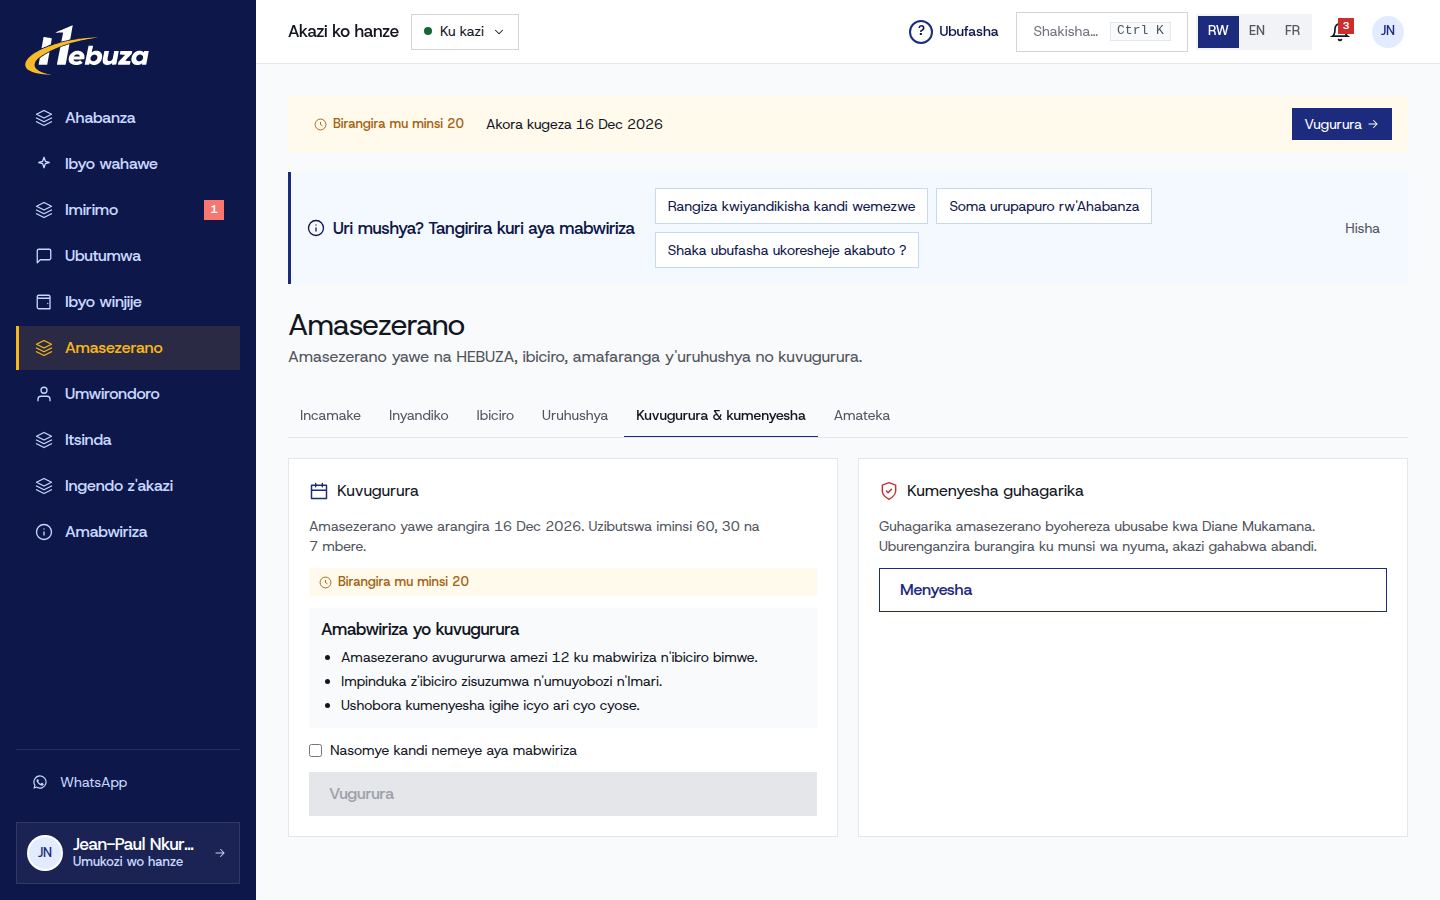 Hebuza
Ahabanza
Ibyo wahawe
Imirimo 1
Ubutumwa
Ibyo winjije
Amasezerano
Umwirondoro
Itsinda
Ingendo z'akazi
Amabwiriza
WhatsApp
JN Jean-Paul Nkur...
Umukozi wo hanze
Akazi ko hanze Ku kazi
? Ubufasha Shakisha... Ctrl K RW EN FR 3 JN
Birangira mu minsi 20 Akora kugeza 16 Dec 2026 Vugurura →
Uri mushya? Tangirira kuri aya mabwiriza
Rangiza kwiyandikisha kandi wemezwe
Soma urupapuro rw'Ahabanza
Shaka ubufasha ukoresheje akabuto ?
Hisha
Amasezerano
Amasezerano yawe na HEBUZA, ibiciro, amafaranga y'uruhushya no kuvugurura.
Incamake Inyandiko Ibiciro Uruhushya Kuvugurura & kumenyesha Amateka
Kuvugurura
Amasezerano yawe arangira 16 Dec 2026. Uzibutswa iminsi 60, 30 na
7 mbere.
Birangira mu minsi 20
Amabwiriza yo kuvugurura
• Amasezerano avugururwa amezi 12 ku mabwiriza n'ibiciro bimwe.
• Impinduka z'ibiciro zisuzumwa n'umuyobozi n'Imari.
• Ushobora kumenyesha igihe icyo ari cyo cyose.
Nasomye kandi nemeye aya mabwiriza
Vugurura
Kumenyesha guhagarika
Guhagarika amasezerano byohereza ubusabe kwa Diane Mukamana.
Uburenganzira burangira ku munsi wa nyuma, akazi gahabwa abandi.
Menyesha